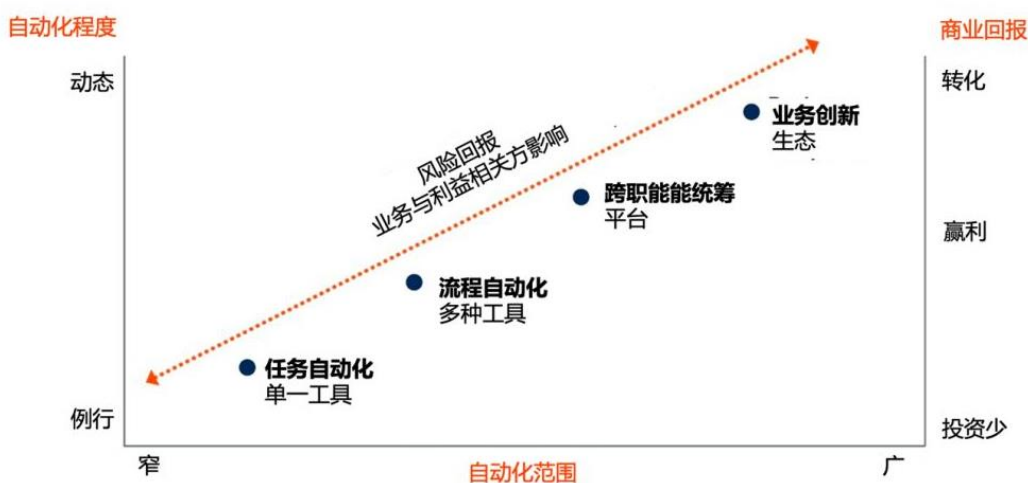 自动化程度
商业回报
动态
转化
业务创新
生态
风险回报
业务与利益相关方影响
跨职能能统筹
平台
赢利
流程自动化
多种工具
任务自动化
单一工具
例行
投资少
窄
自动化范围
广